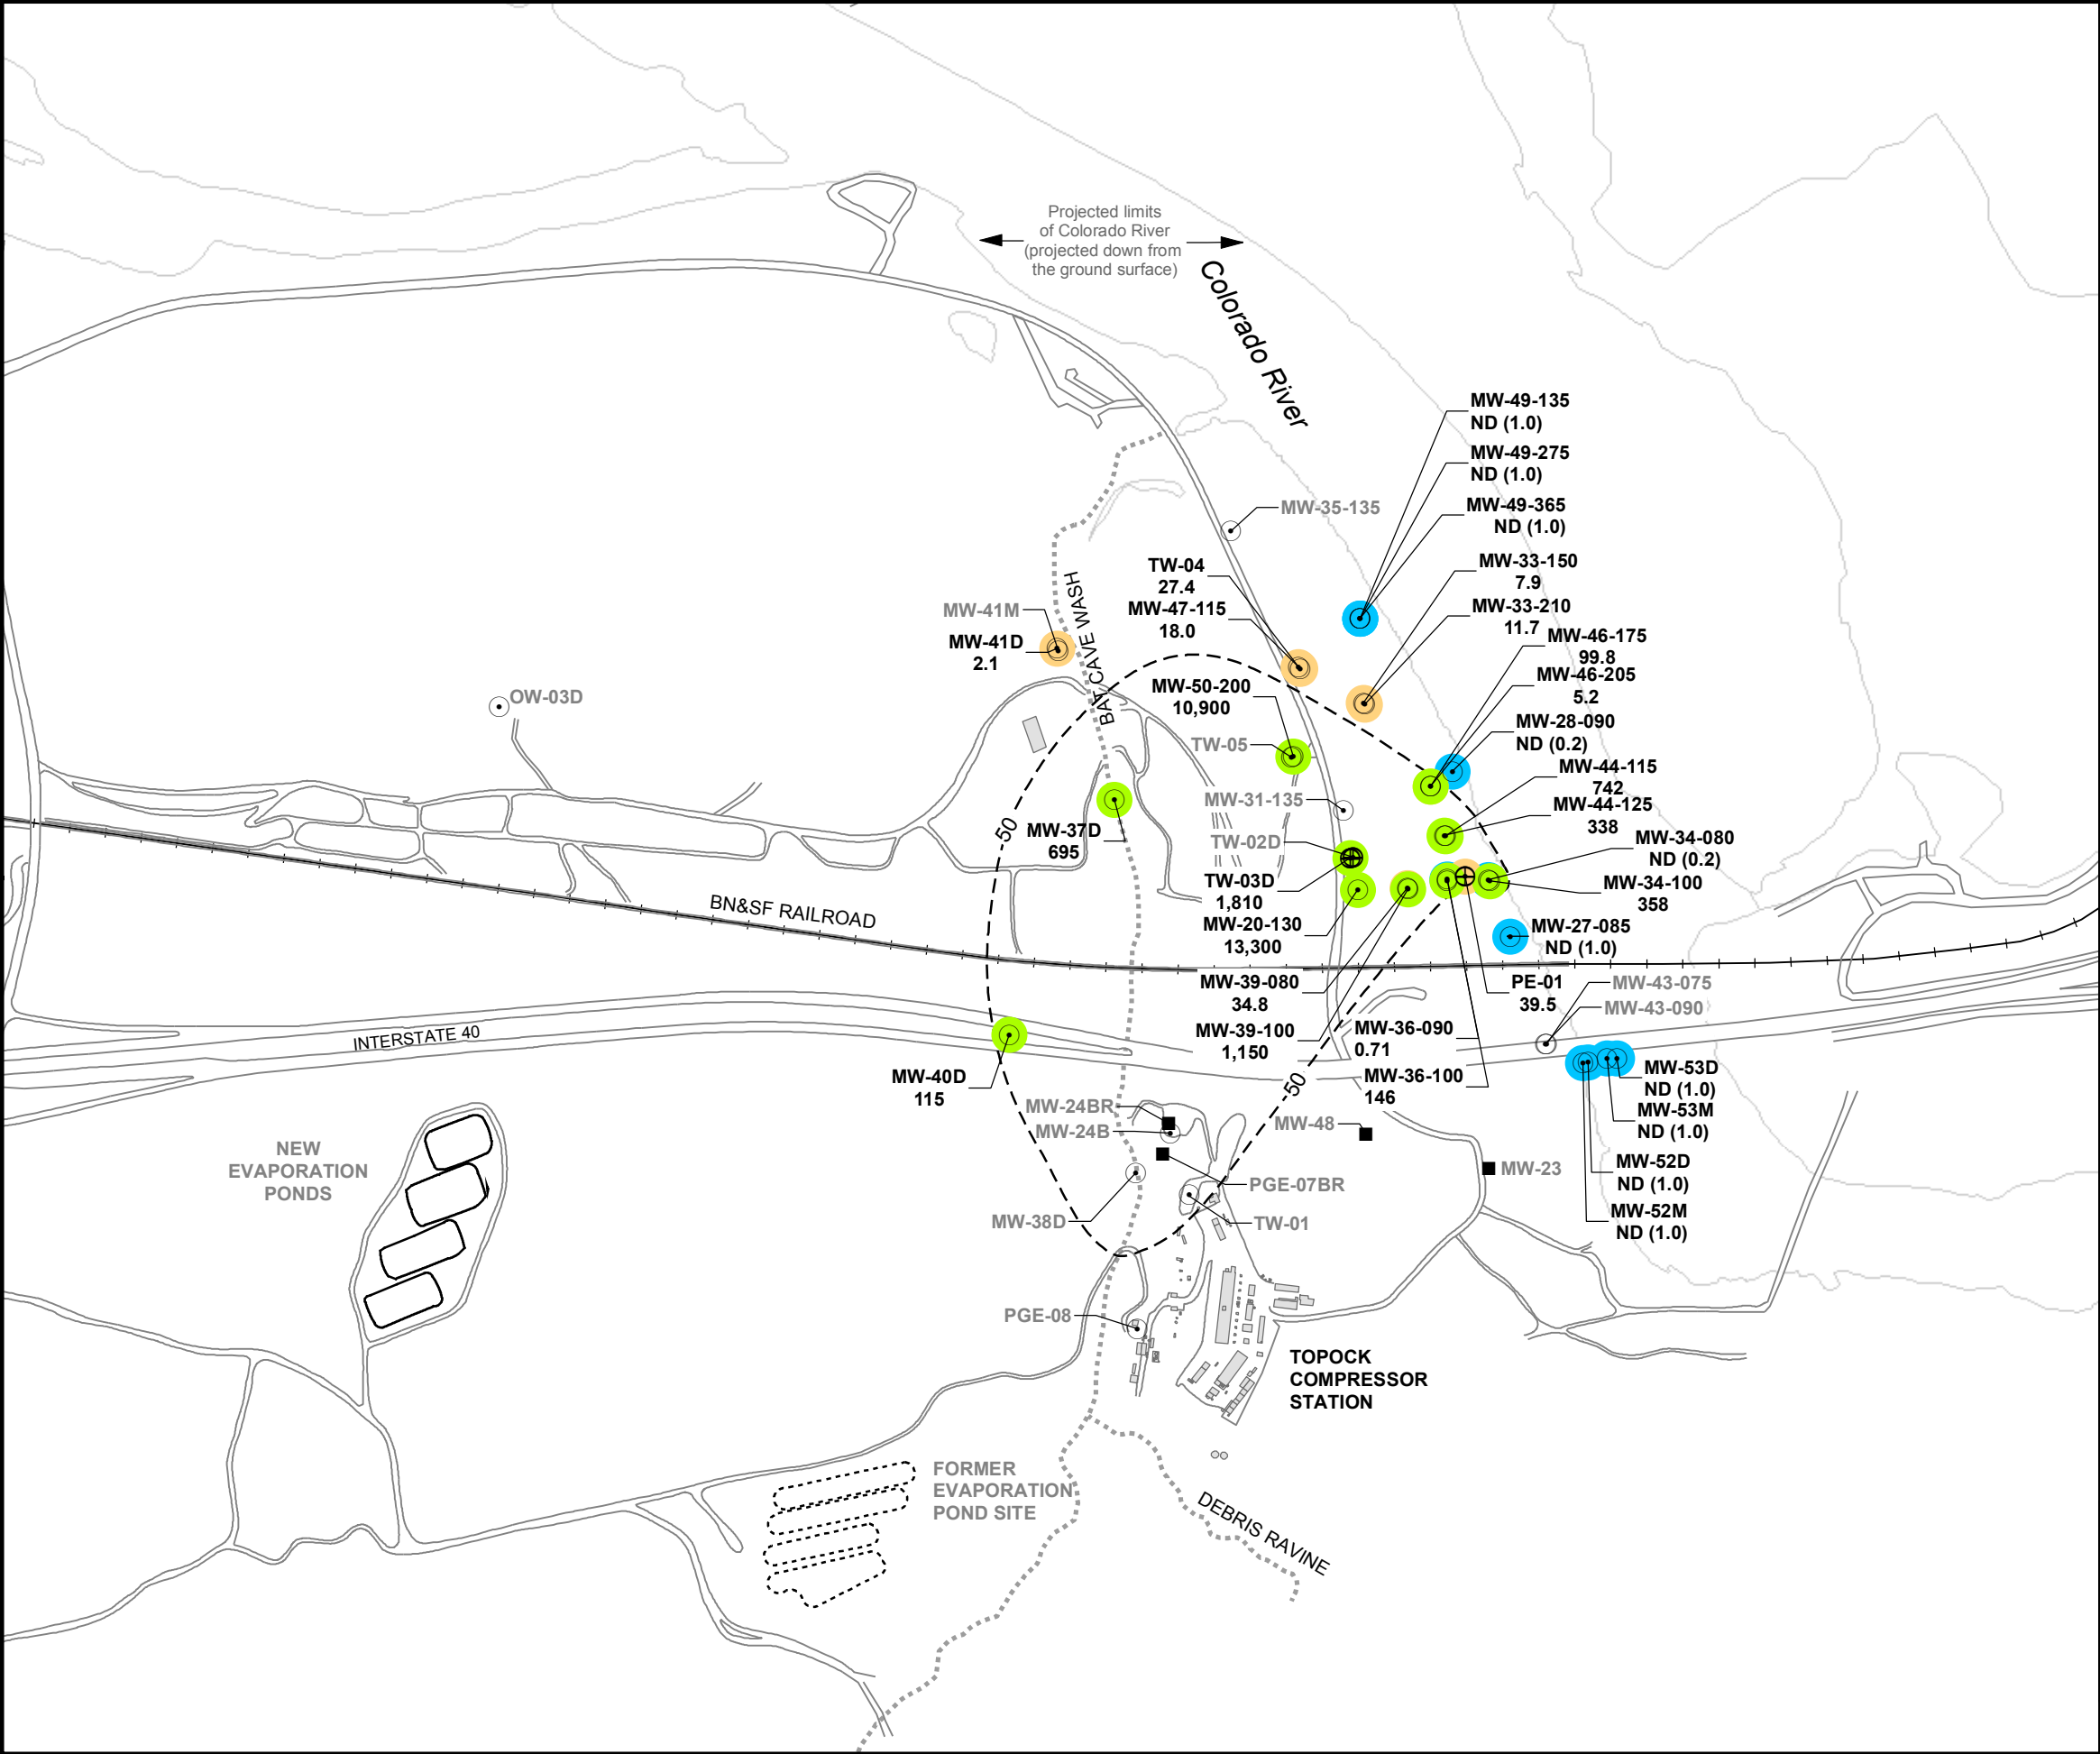 Projected limits
of Colorado River
(projected down from
the ground surface)
Colorado River
MW-49-135
ND (1.0)
MW-49-275
ND (1.0)
MW-35-135
MW-49-365
ND (1.0)
TW-04
27.4
MW-33-150
7.9
MW-47-115
18.0
MW-33-210
11.7
MW-41M
MW-41D
2.1
BAT CAVE WASH
MW-46-175
99.8
MW-46-205
5.2
OW-03D
MW-50-200
10,900
MW-28-090
ND (0.2)
TW-05
MW-44-115
742
MW-31-135
MW-44-125
338
50
MW-37D
695
TW-02D
MW-34-080
ND (0.2)
TW-03D
1,810
MW-34-100
358
BN&SF RAILROAD
MW-20-130
13,300
MW-27-085
ND (1.0)
MW-39-080
34.8
PE-01
39.5
MW-43-075
MW-43-090
INTERSTATE 40
MW-39-100
1,150
MW-36-090
0.71
MW-40D
115
50
MW-36-100
146
MW-53D
ND (1.0)
MW-24BR
MW-24B
MW-48
MW-53M
ND (1.0)
NEW
EVAPORATION
PONDS
MW-23
MW-52D
ND (1.0)
PGE-07BR
MW-38D
TW-01
MW-52M
ND (1.0)
PGE-08
TOPOCK
COMPRESSOR
STATION
FORMER
EVAPORATION
POND SITE
DEBRIS RAVINE